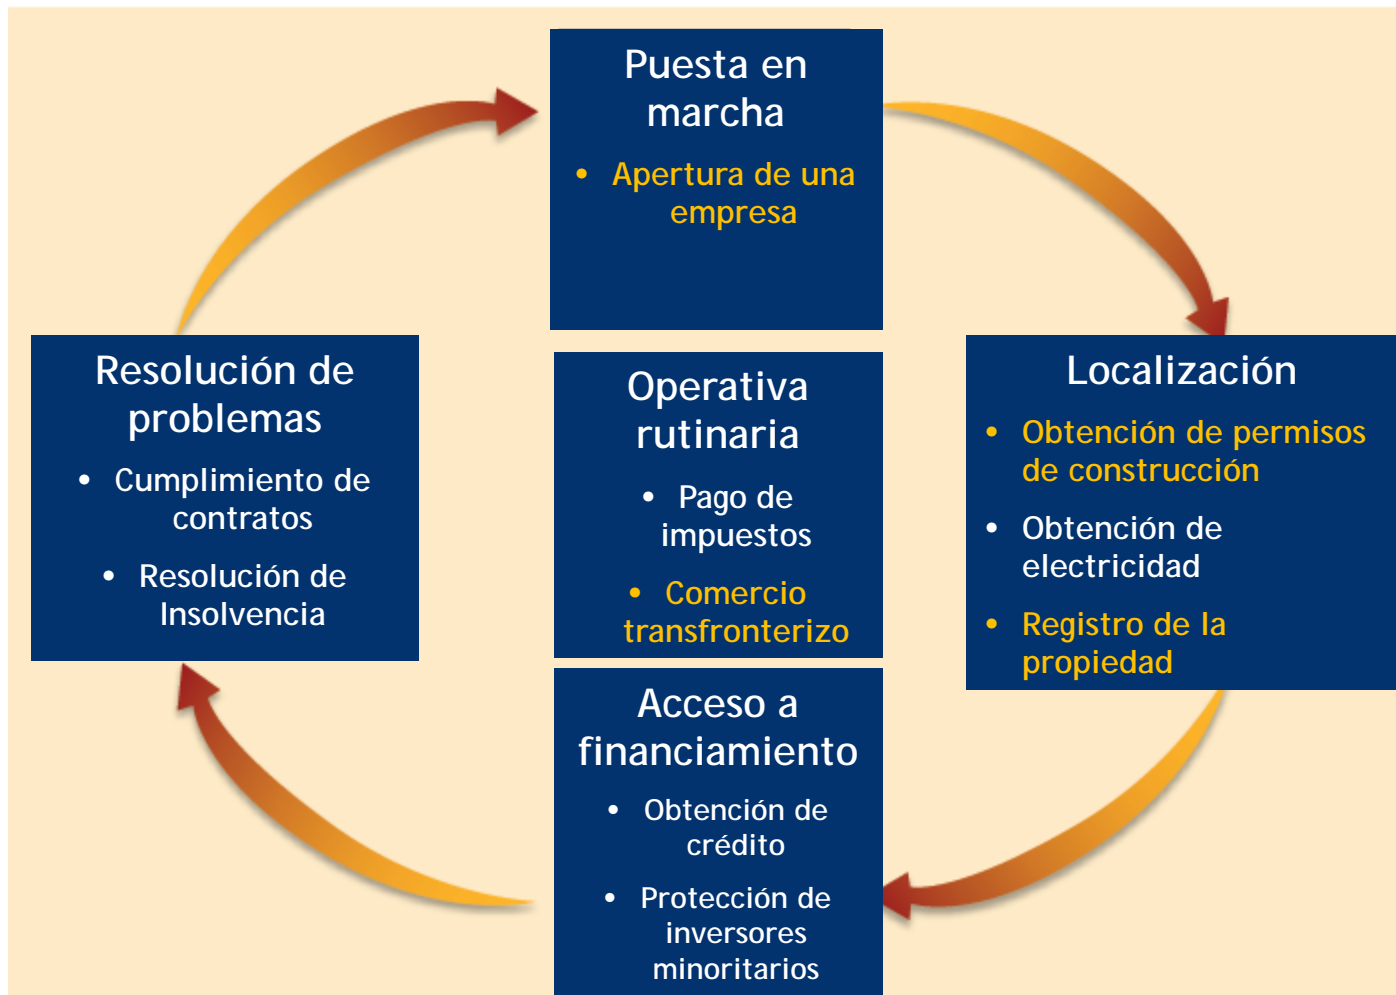 Puesta en
marcha
• Apertura de una
empresa
Resolución de
problemas
• Cumplimiento de
contratos
• Resolución de
Insolvencia
Operativa
rutinaria
• Pago de
impuestos
• Comercio
transfronterizo
Localización
• Obtención de permisos
de construcción
• Obtención de
electricidad
• Registro de la
propiedad
Acceso a
financiamiento
• Obtención de
crédito
• Protección de
inversores
minoritarios